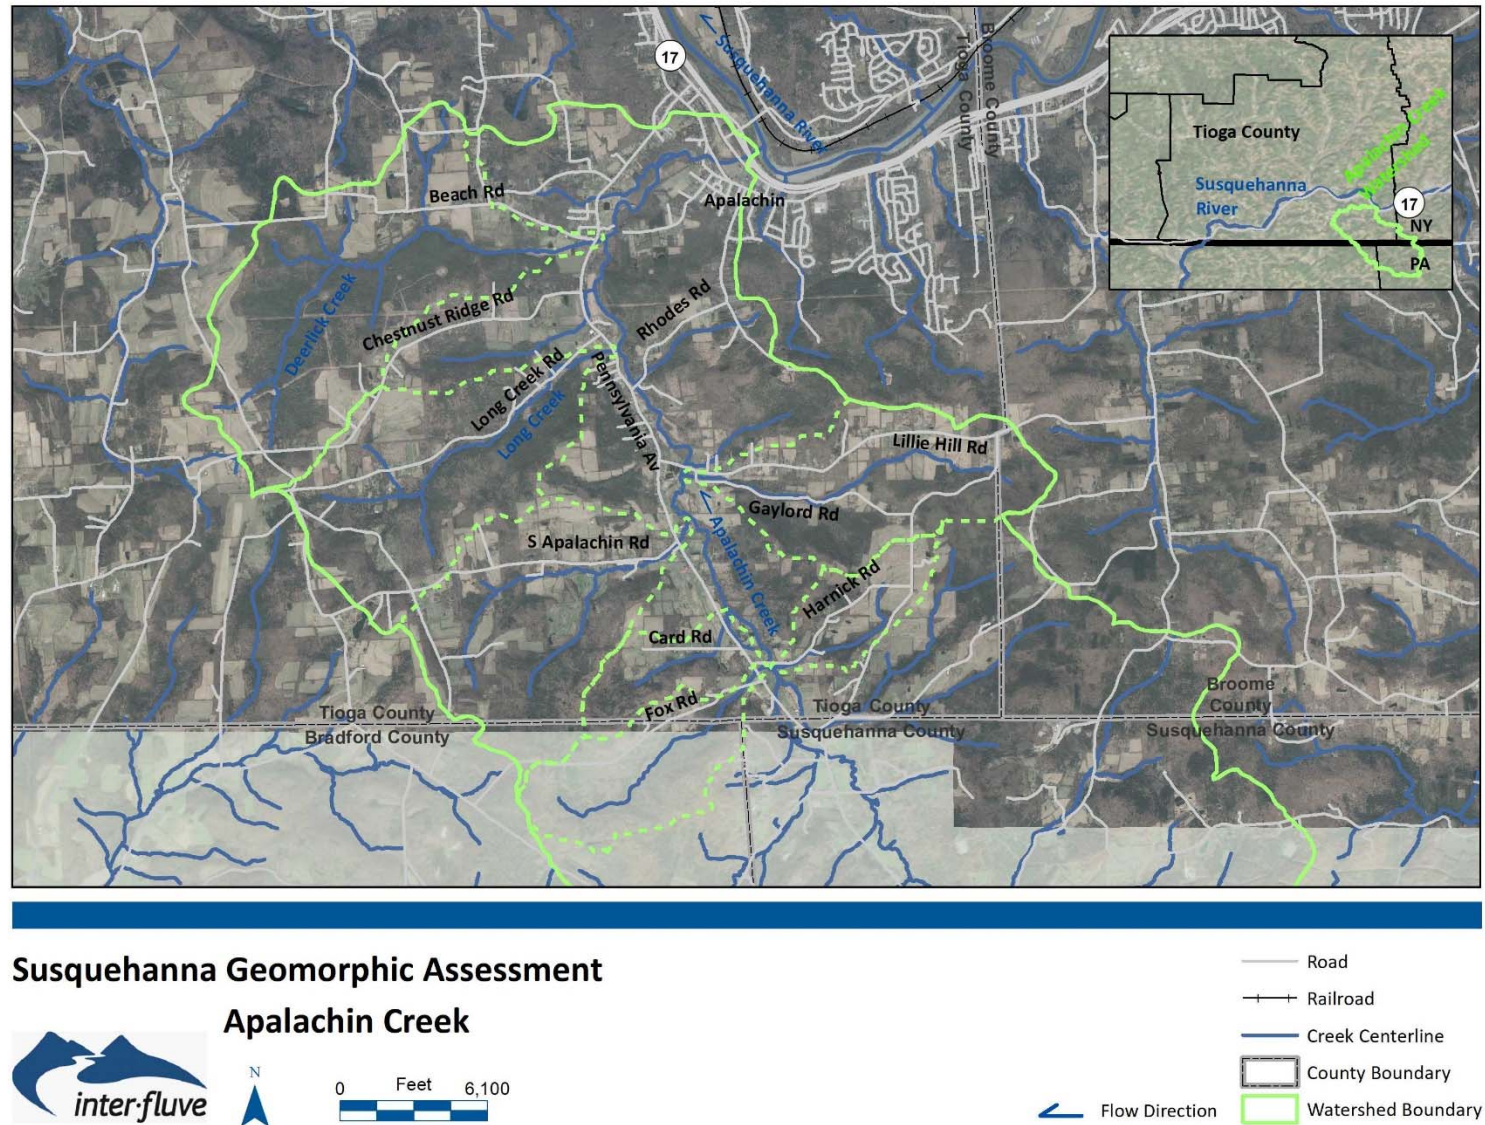 17
Susquehanna River
Broome County
Tioga County
Tioga County
Apalachin Creek
Watershed
Susquehanna
River
17
NY
PA
Beach Rd
Apalachin
Deerlick Creek
Chestnust Ridge Rd
Rhodes Rd
Long Creek Rd
Long Creek
Pennsylvania Av
Lillie Hill Rd
Gaylord Rd
S Apalachin Rd
Apalachin Creek
Harnick Rd
Card Rd
Fox Rd
Tioga County
Bradford County
Tioga County
Susquehanna County
Broome
County
Susquehanna County
Susquehanna Geomorphic Assessment
Apalachin Creek
inter·fluve
N
0 Feet 6,100
Flow Direction
Road
Railroad
Creek Centerline
County Boundary
Watershed Boundary